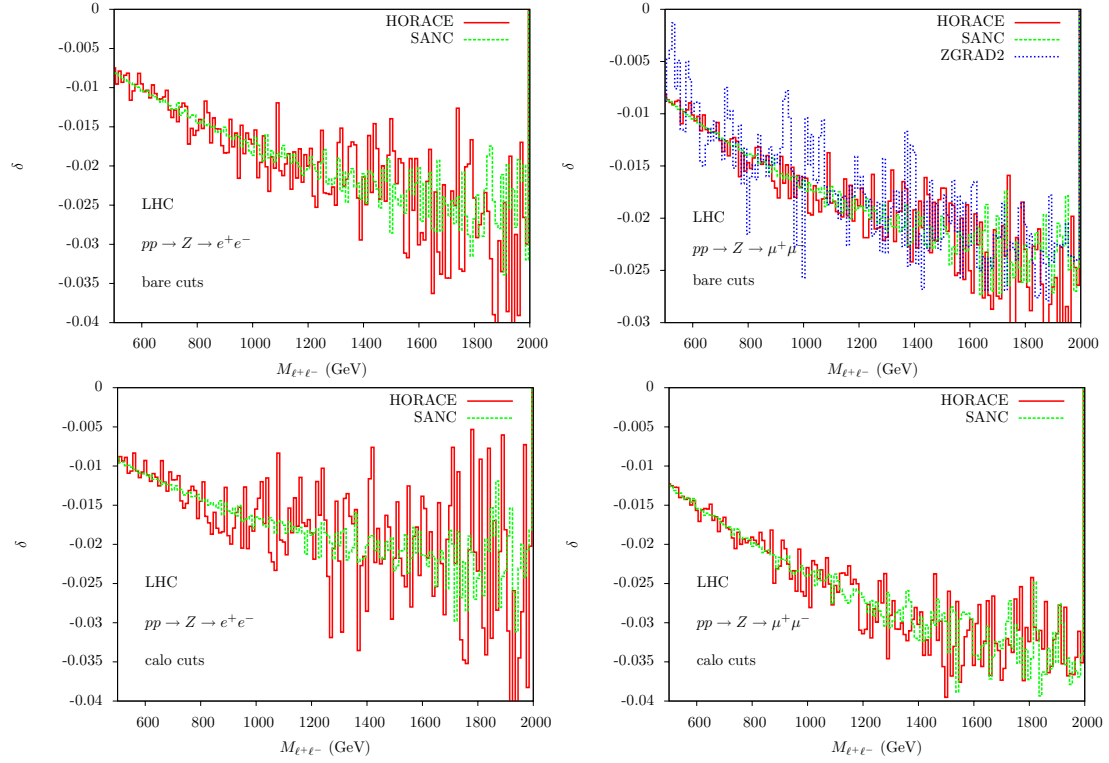 0
-0.005
-0.01
-0.015
-0.02
-0.025
-0.03
-0.035
-0.04
600 800 1000 1200 1400 1600 1800 2000
δ
M_{ℓ+ℓ−} (GeV)
HORACE
SANC
LHC
pp → Z → e⁺e⁻
bare cuts
0
-0.005
-0.01
-0.015
-0.02
-0.025
-0.03
600 800 1000 1200 1400 1600 1800 2000
δ
M_{ℓ+ℓ−} (GeV)
HORACE
SANC
ZGRAD2
LHC
pp → Z → μ⁺μ⁻
bare cuts
0
-0.005
-0.01
-0.015
-0.02
-0.025
-0.03
-0.035
-0.04
600 800 1000 1200 1400 1600 1800 2000
δ
M_{ℓ+ℓ−} (GeV)
HORACE
SANC
LHC
pp → Z → e⁺e⁻
calo cuts
0
-0.005
-0.01
-0.015
-0.02
-0.025
-0.03
-0.035
-0.04
600 800 1000 1200 1400 1600 1800 2000
δ
M_{ℓ+ℓ−} (GeV)
HORACE
SANC
LHC
pp → Z → μ⁺μ⁻
calo cuts